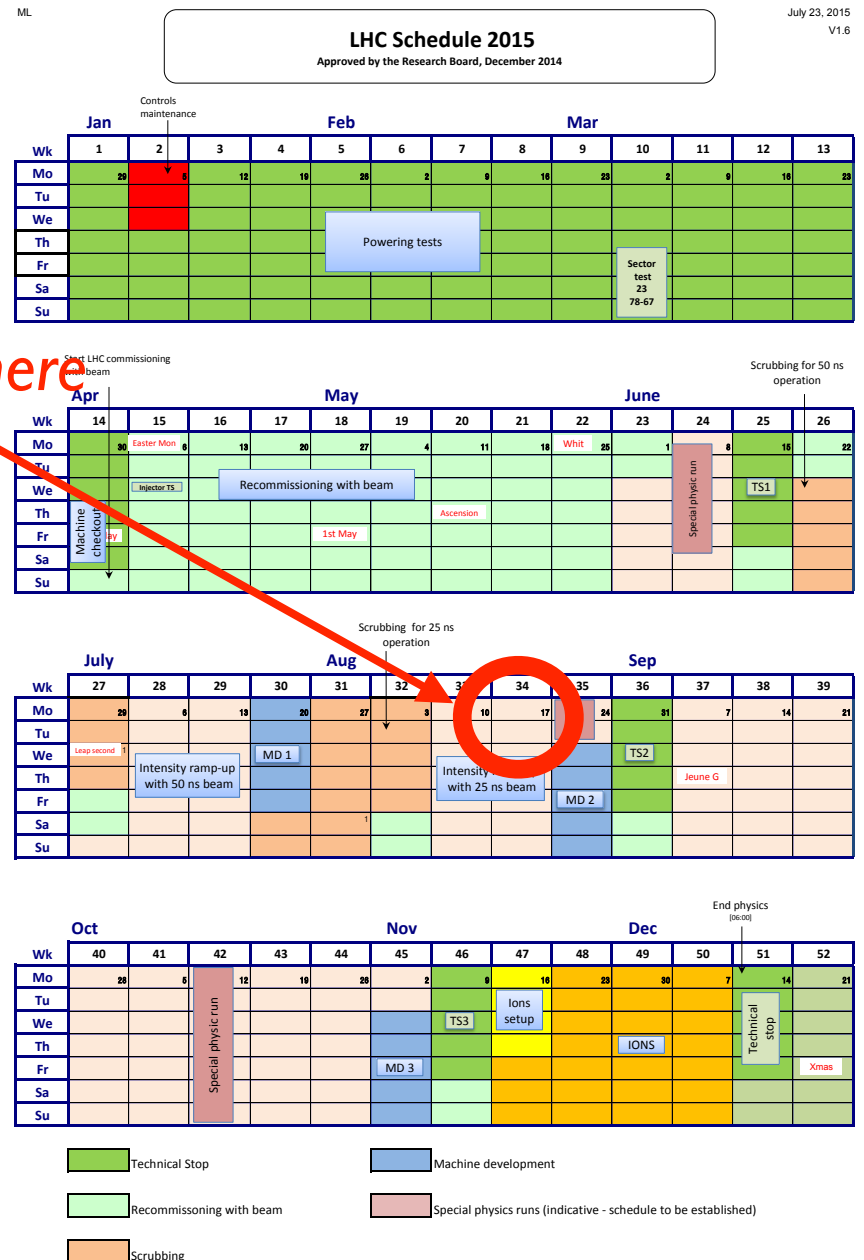 ML
July 23, 2015
V1.6
LHC Schedule 2015
Approved by the Research Board, December 2014
Controls
maintenance
Jan Feb Mar
Wk 1 2 3 4 5 6 7 8 9 10 11 12 13
Mo 29 5 12 19 26 2 9 16 23 2 9 16 23
Tu
We
Powering tests
Th
Fr
Sector
test
23
78-67
Sa
Su
here
Start LHC commissioning
with beam
Scrubbing for 50 ns
operation
Apr May June
Wk 14 15 16 17 18 19 20 21 22 23 24 25 26
Mo 30 Easter Mon 6 13 20 27 4 11 18 Whit 25 1 8 15 22
Tu
We Injector TS Recommissioning with beam TS1
Special physic run
Th Ascension
Machine
checkout
Fr 1st May
Sa
Su
Scrubbing for 25 ns
operation
July Aug Sep
Wk 27 28 29 30 31 32 33 34 35 36 37 38 39
Mo 29 6 13 20 27 3 10 17 24 31 7 14 21
Tu
We Leap second 1 MD 1 TS2
Intensity ramp-up
with 50 ns beam
Intensity
with 25 ns beam
Th Jeune G
Fr MD 2
Sa 1
Su
End physics
[06:00]
Oct Nov Dec
Wk 40 41 42 43 44 45 46 47 48 49 50 51 52
Mo 28 5 12 19 26 2 9 16 23 30 7 14 21
Tu
Special physic run
Ions
setup
Technical
stop
We TS3
Th IONS
Fr MD 3 Xmas
Sa
Su
Technical Stop
Machine development
Recommissoning with beam
Special physics runs (indicative - schedule to be established)
Scrubbing